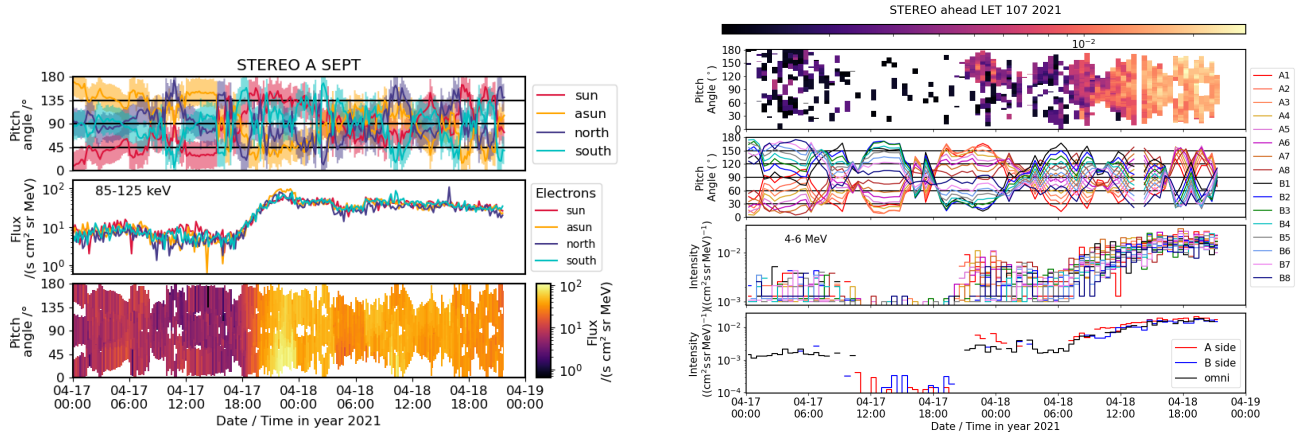 STEREO A SEPT
180
135
90
45
0
Pitch
angle /°
sun
asun
north
south
85-125 keV
10²
10¹
10⁰
Flux
/(s cm² sr MeV)
Electrons
sun
asun
north
south
180
135
90
45
0
Pitch
angle /°
10²
10¹
10⁰
Flux
/(s cm² sr MeV)
04-17
00:00
04-17
06:00
04-17
12:00
04-17
18:00
04-18
00:00
04-18
06:00
04-18
12:00
04-18
18:00
04-19
00:00
Date / Time in year 2021
STEREO ahead LET 107 2021
10⁻²
180
150
120
90
60
30
0
Pitch
Angle (°)
180
150
120
90
60
30
0
Pitch
Angle (°)
4-6 MeV
10⁻²
10⁻³
Intensity
((cm² s sr MeV)⁻¹)
10⁻²
10⁻³
10⁻⁴
Intensity
((cm² s sr MeV)⁻¹)
A side
B side
omni
A1
A2
A3
A4
A5
A6
A7
A8
B1
B2
B3
B4
B5
B6
B7
B8
04-17
00:00
04-17
06:00
04-17
12:00
04-17
18:00
04-18
00:00
04-18
06:00
04-18
12:00
04-18
18:00
04-19
00:00
Date / Time in year 2021